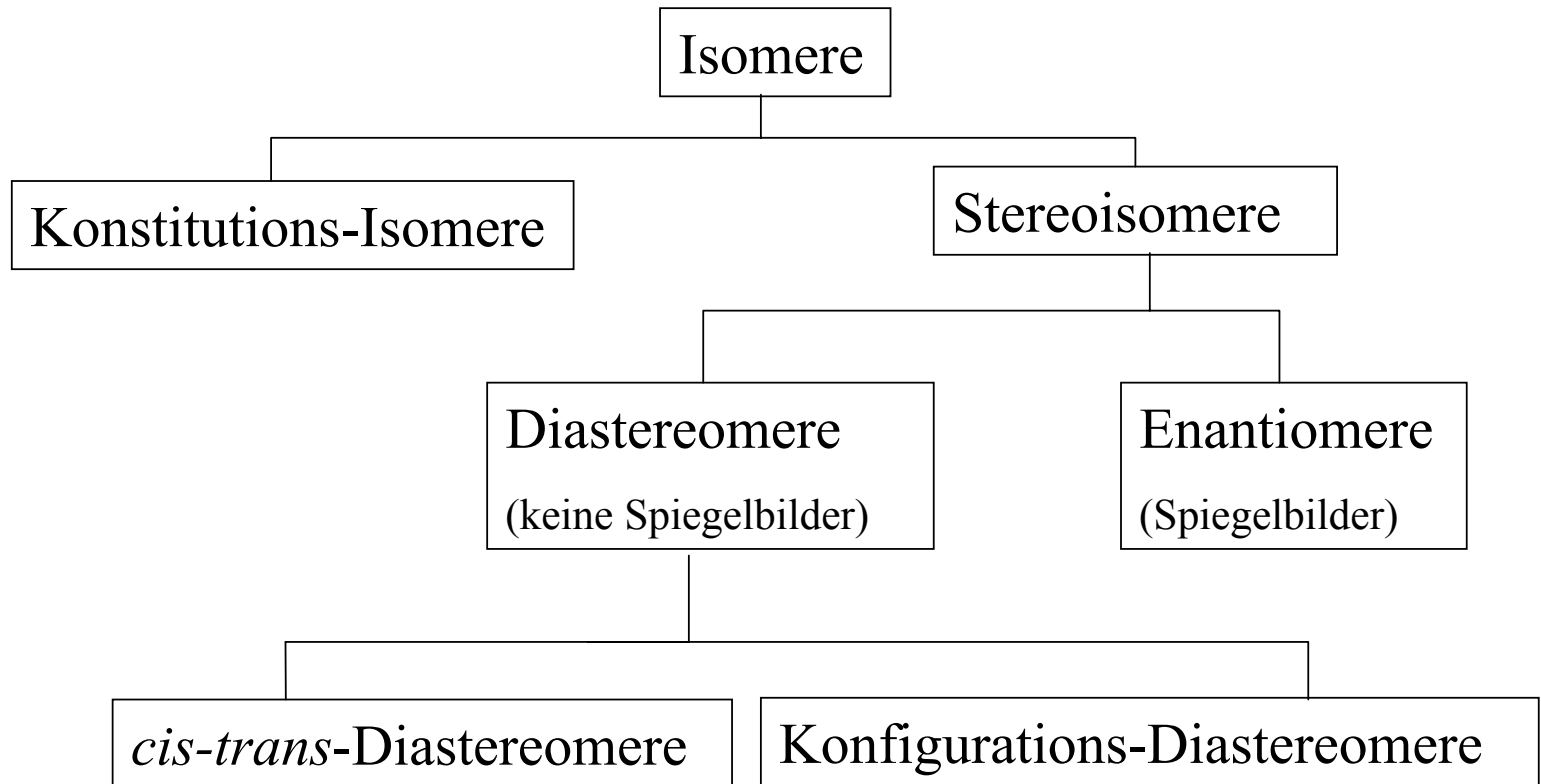 Isomere
Konstitutions-Isomere
Stereoisomere
Diastereomere
(keine Spiegelbilder)
Enantiomere
(Spiegelbilder)
cis-trans-Diastereomere
Konfigurations-Diastereomere